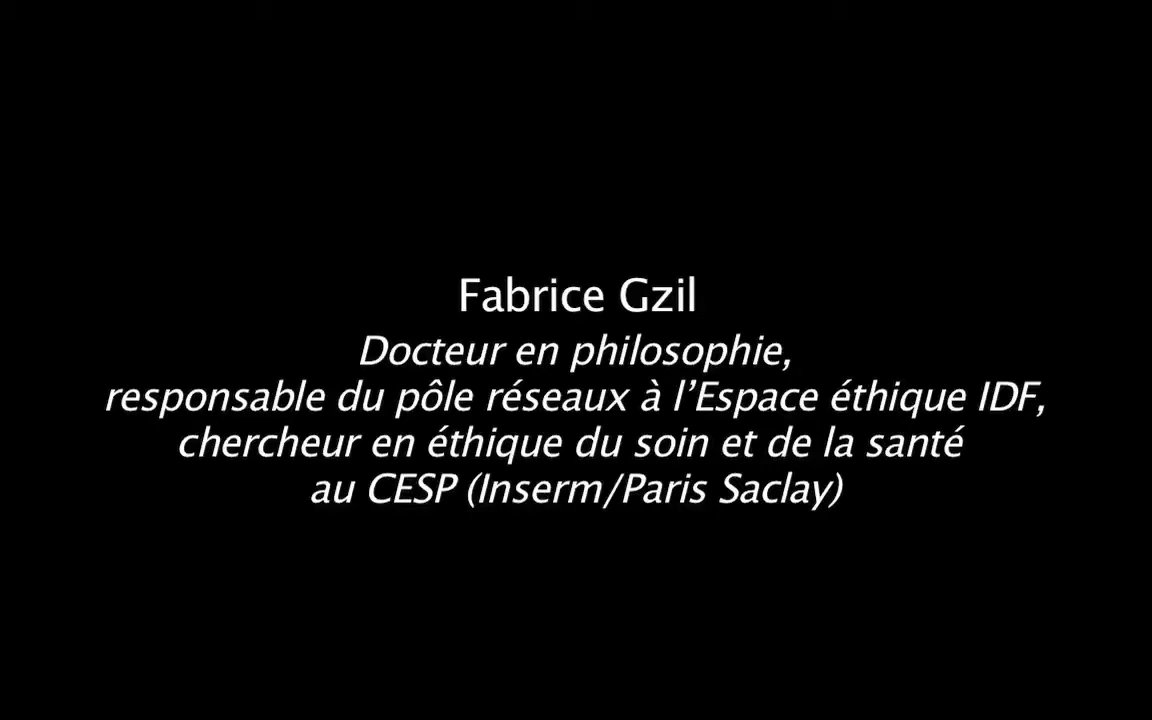 Fabrice Gzil
Docteur en philosophie,
responsable du pôle réseaux à l’Espace éthique IDF,
chercheur en éthique du soin et de la santé
au CESP (Inserm/Paris Saclay)